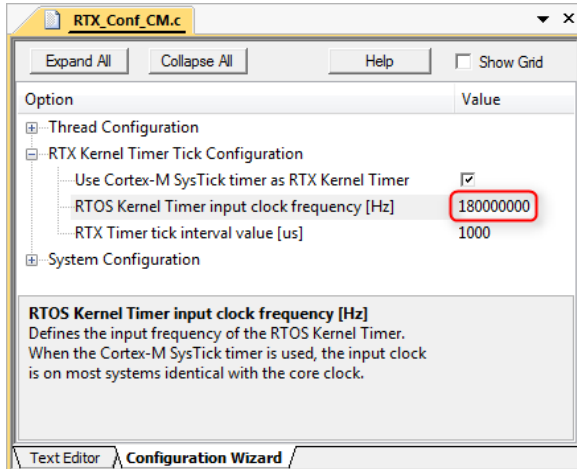 RTX_Conf_CM.c
Expand All Collapse All Help Show Grid
Option Value
Thread Configuration
RTX Kernel Timer Tick Configuration
Use Cortex-M SysTick timer as RTX Kernel Timer
RTOS Kernel Timer input clock frequency [Hz] 180000000
RTX Timer tick interval value [us] 1000
System Configuration
RTOS Kernel Timer input clock frequency [Hz]
Defines the input frequency of the RTOS Kernel Timer.
When the Cortex-M SysTick timer is used, the input clock
is on most systems identical with the core clock.
Text Editor Configuration Wizard